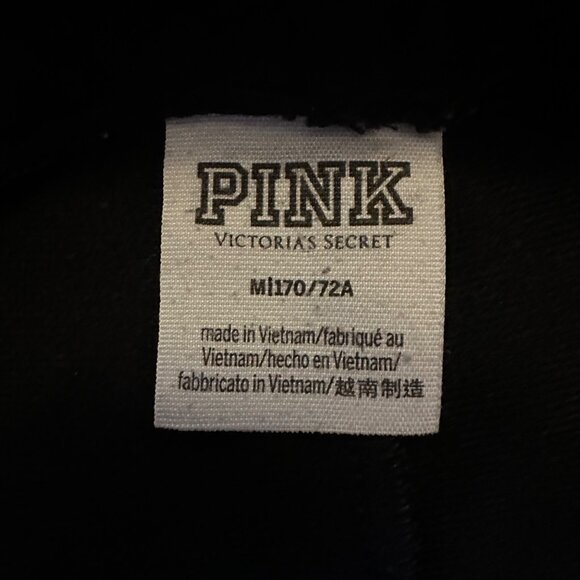 PINK
VICTORIA'S SECRET
M|170/72A
made in Vietnam/fabriqué au
Vietnam/hecho en Vietnam/
fabbricato in Vietnam/越南制造